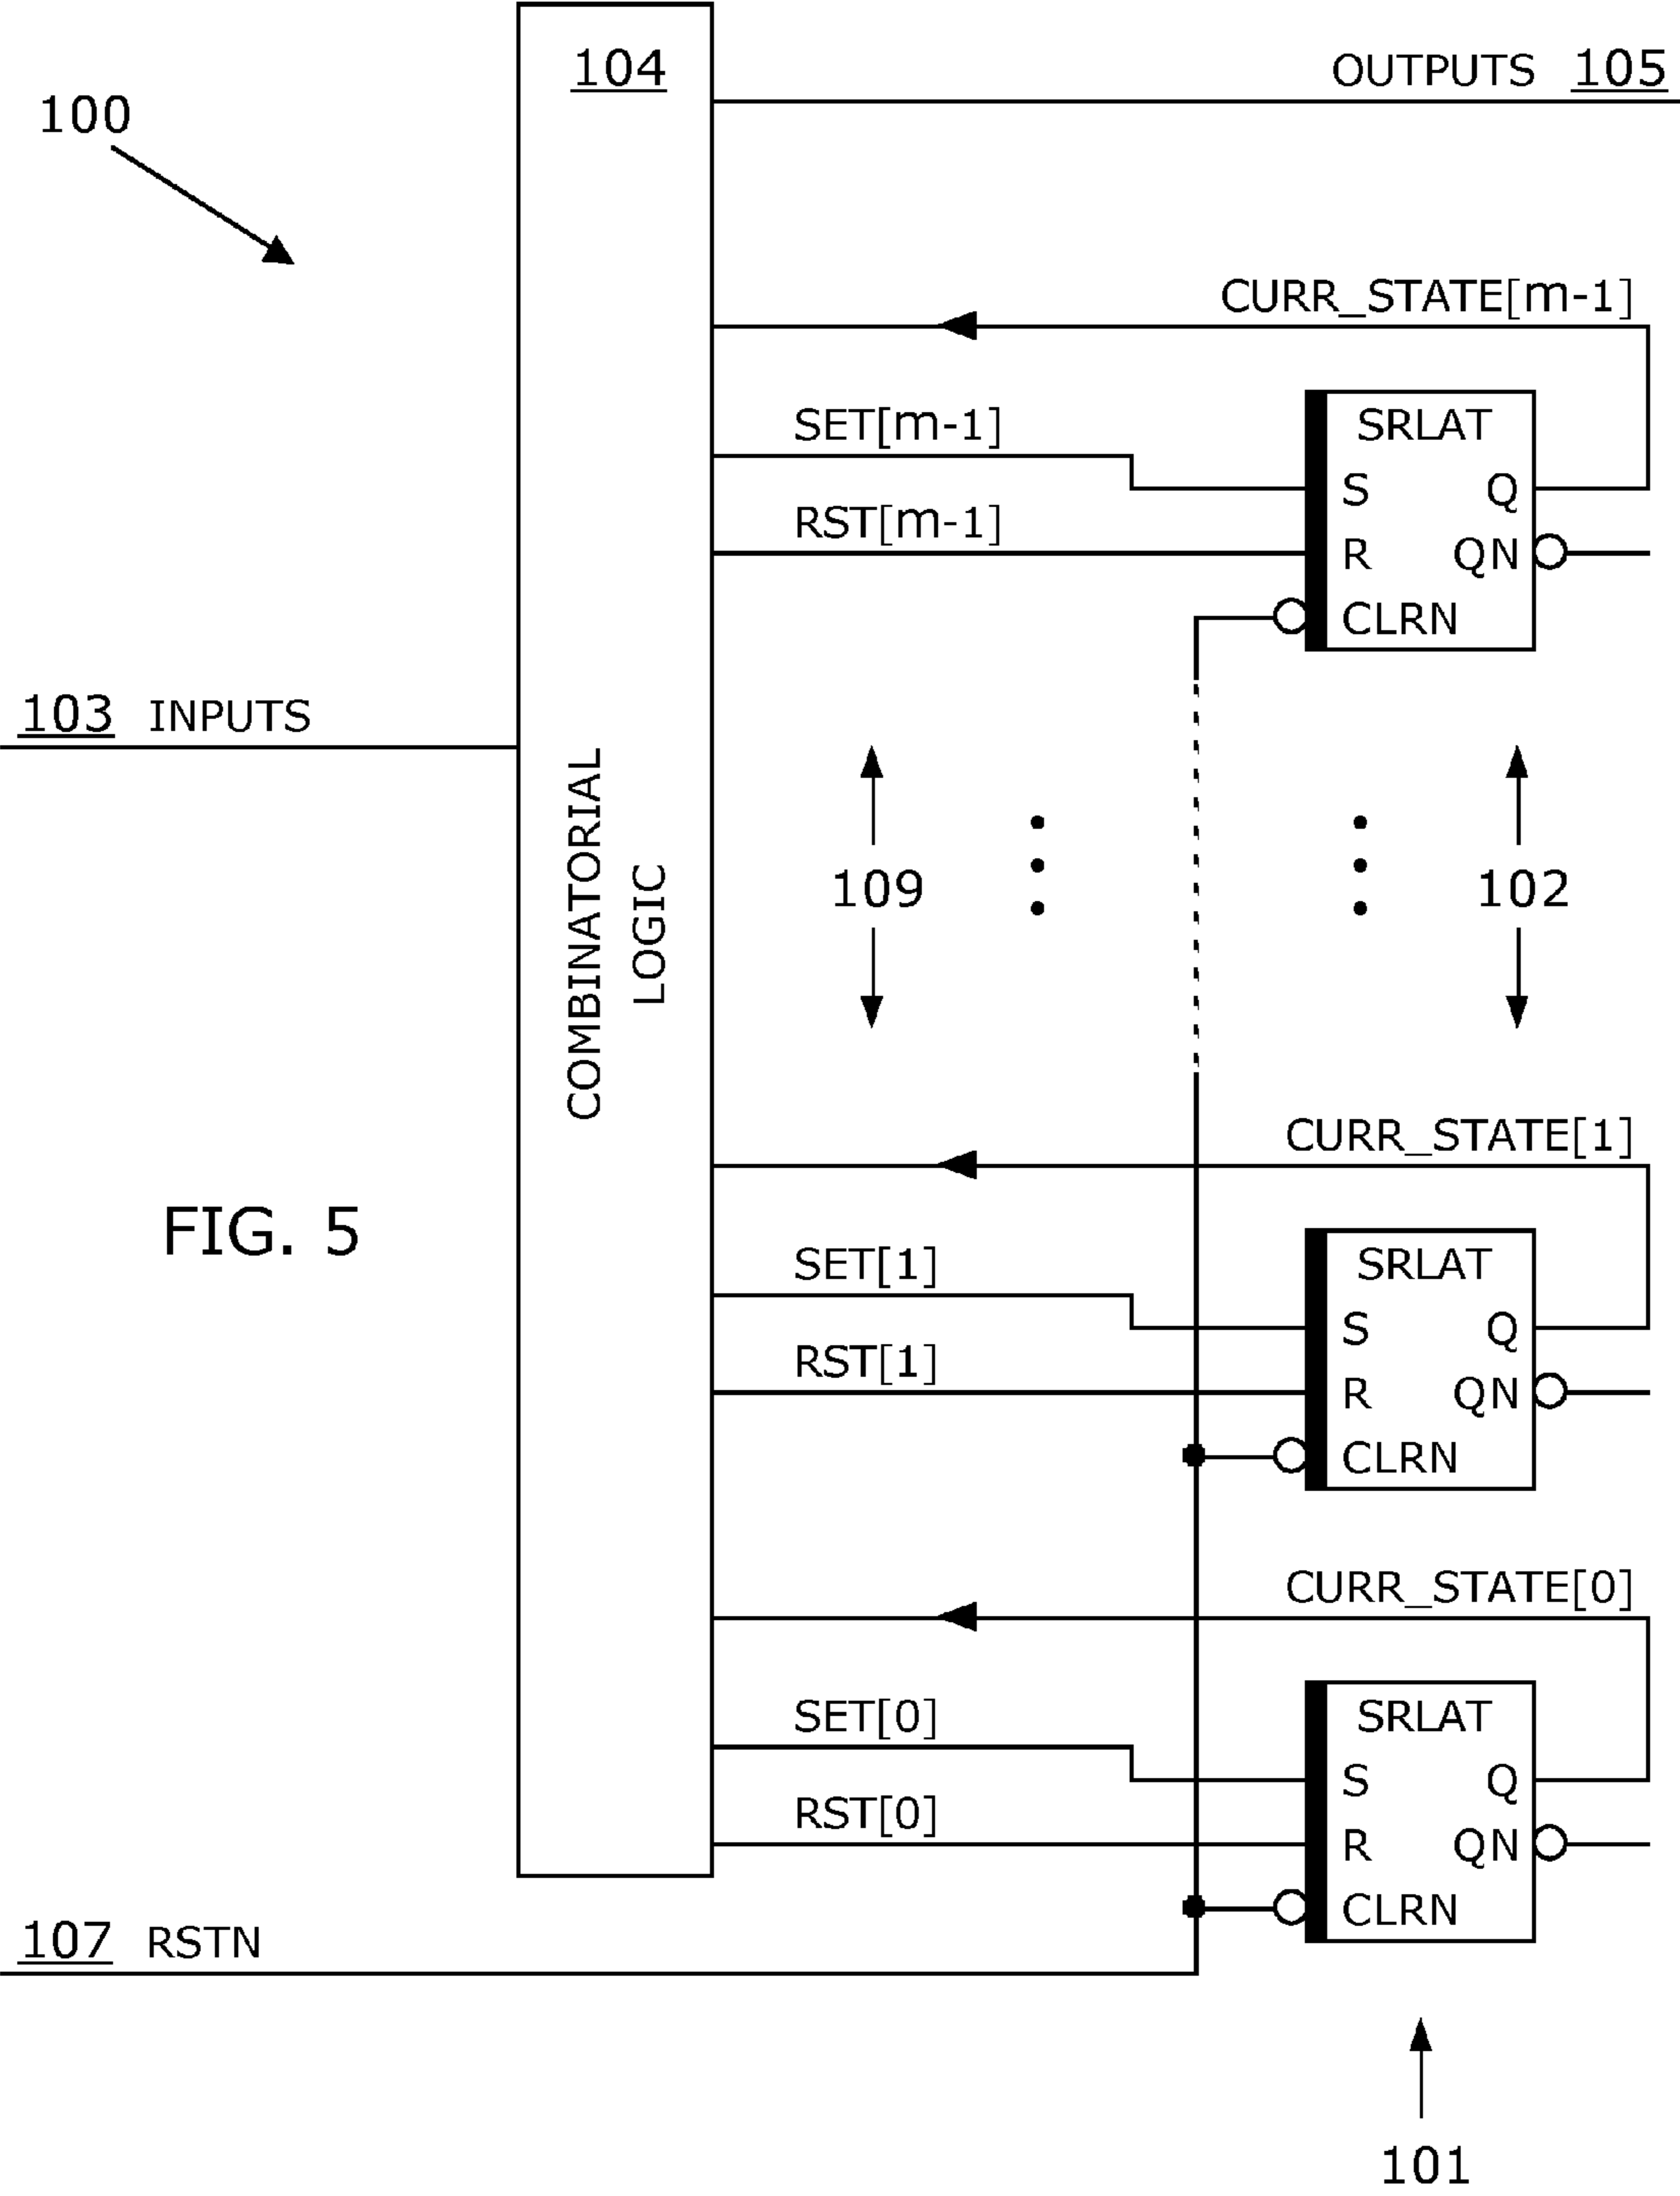 104
OUTPUTS 105
100
CURR_STATE[m-1]
SRLAT
SET[m-1]
S Q
RST[m-1]
R QN
CLRN
103 INPUTS
COMBINATORIAL
LOGIC
109
102
CURR_STATE[1]
FIG. 5
SRLAT
SET[1]
S Q
RST[1]
R QN
CLRN
CURR_STATE[0]
SRLAT
SET[0]
S Q
RST[0]
R QN
CLRN
107 RSTN
101